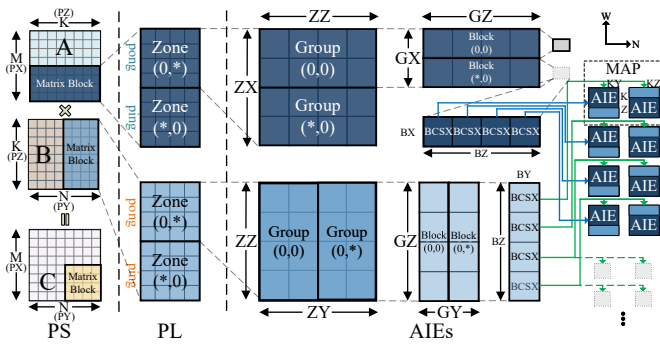 (PZ)
K
M
(PX)
A
Matrix Block
K
(PZ)
B
Matrix
Block
N
(PY)
M
(PX)
C
Matrix
Block
N
(PY)
PS
pong
Zone
(0,*)
ping
Zone
(*,0)
pong
Zone
(0,*)
ping
Zone
(*,0)
PL
ZZ
ZX
Group
(0,0)
Group
(*,0)
ZZ
Group
(0,0)
Group
(0,*)
ZY
GZ
GX
Block
(0,0)
Block
(*,0)
BX
BCSX BCSX BCSX BCSX
BZ
GZ
Block
(0,0)
Block
(0,*)
GY
BY
BZ
BCSX
BCSX
BCSX
BCSX
AIEs
W
N
MAP
KY
KZ
K
Z
AIE AIE
AIE AIE
AIE AIE
AIE AIE